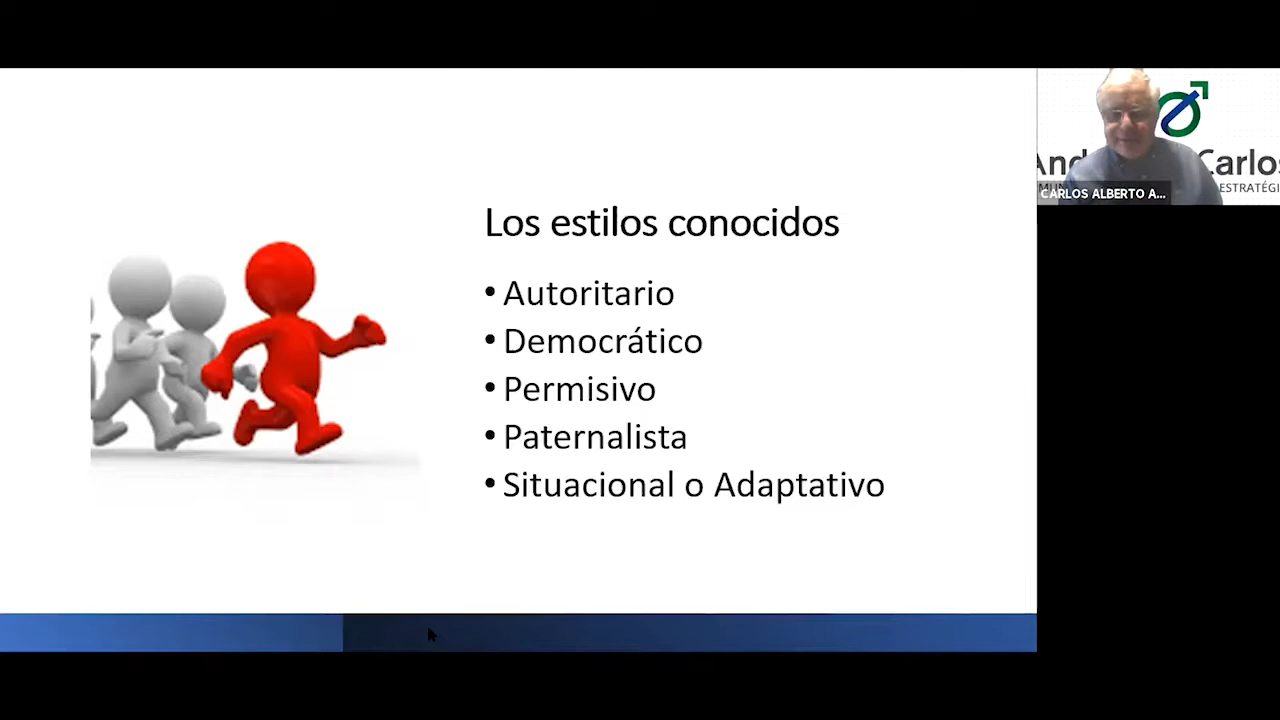 Los estilos conocidos
• Autoritario
• Democrático
• Permisivo
• Paternalista
• Situacional o Adaptativo
Carlos
CARLOS ALBERTO A...